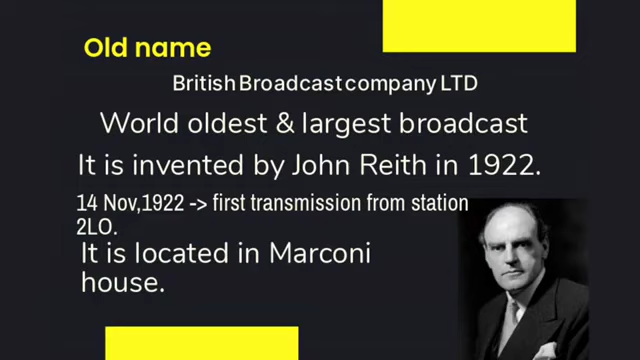 Old name
British Broadcast company LTD
World oldest & largest broadcast
It is invented by John Reith in 1922.
14 Nov,1922 -> first transmission from station
2LO.
It is located in Marconi
house.